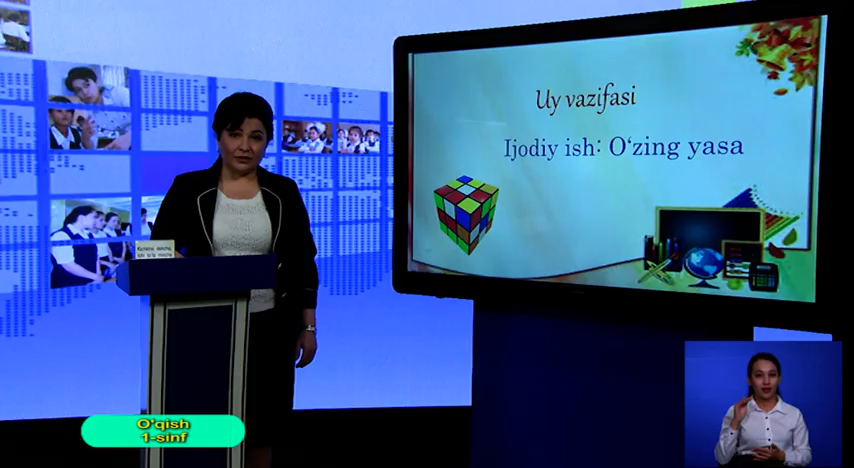 Uy vazifasi
Ijodiy ish: O‘zing yasa
O‘qish
1-sinf